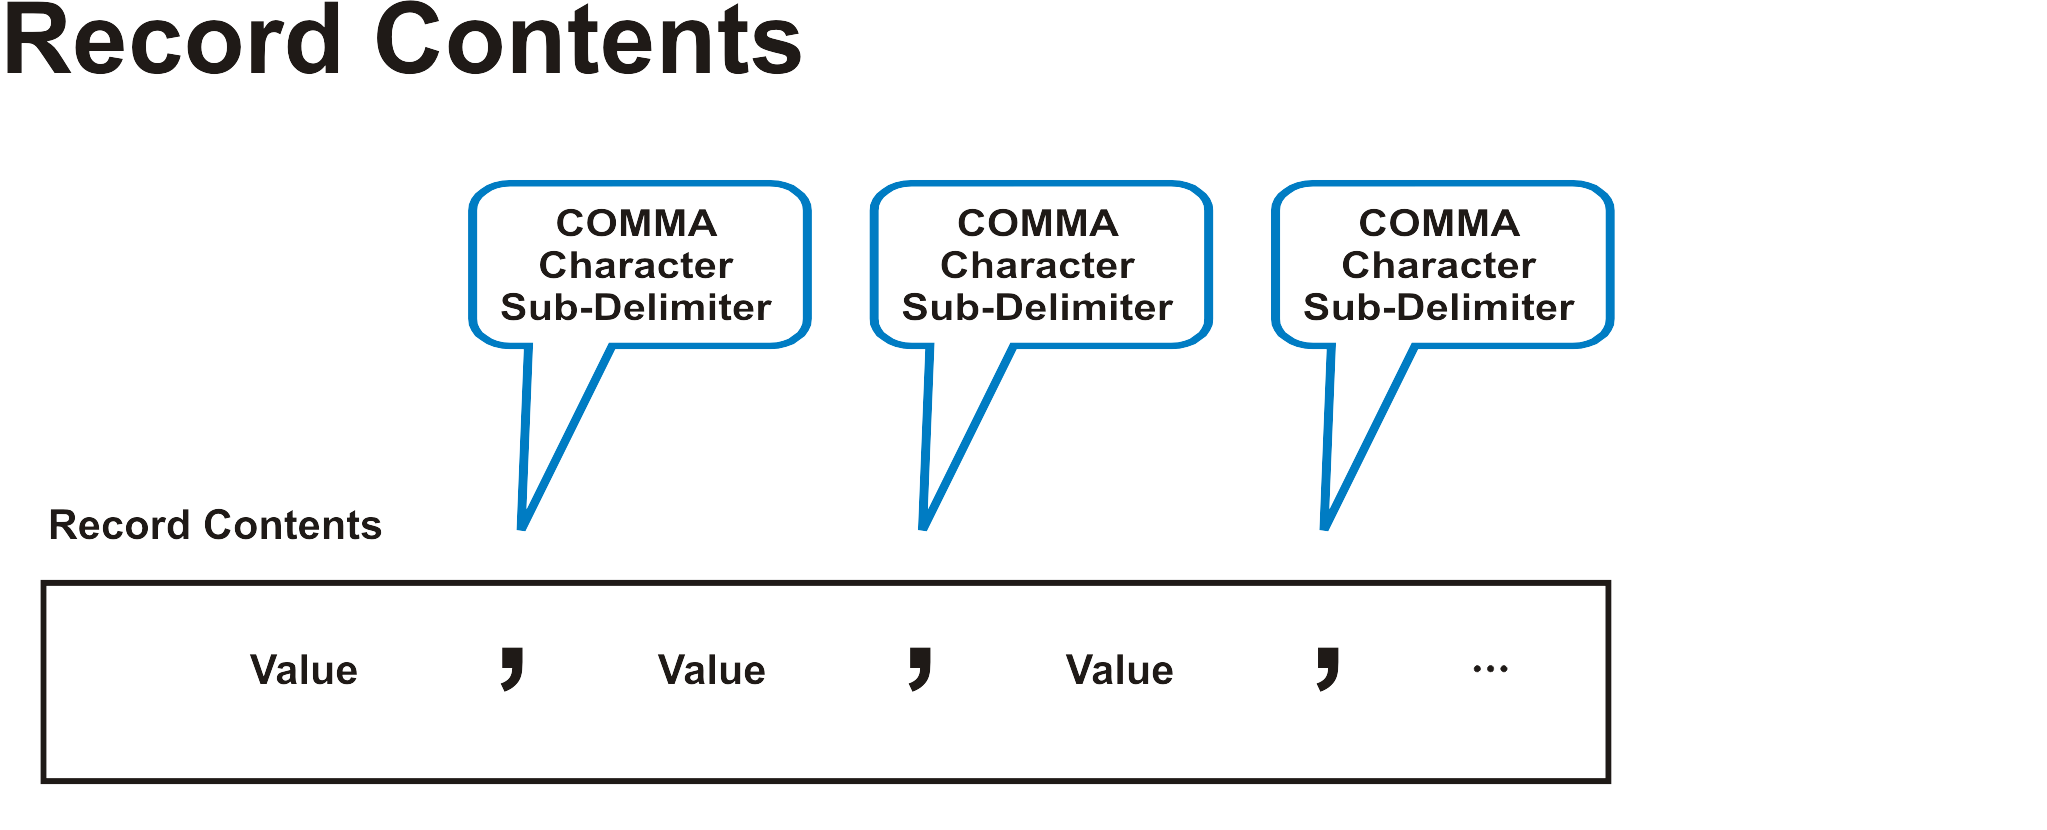 Record Contents
COMMA
Character
Sub-Delimiter
COMMA
Character
Sub-Delimiter
COMMA
Character
Sub-Delimiter
Record Contents
Value , Value , Value , ...